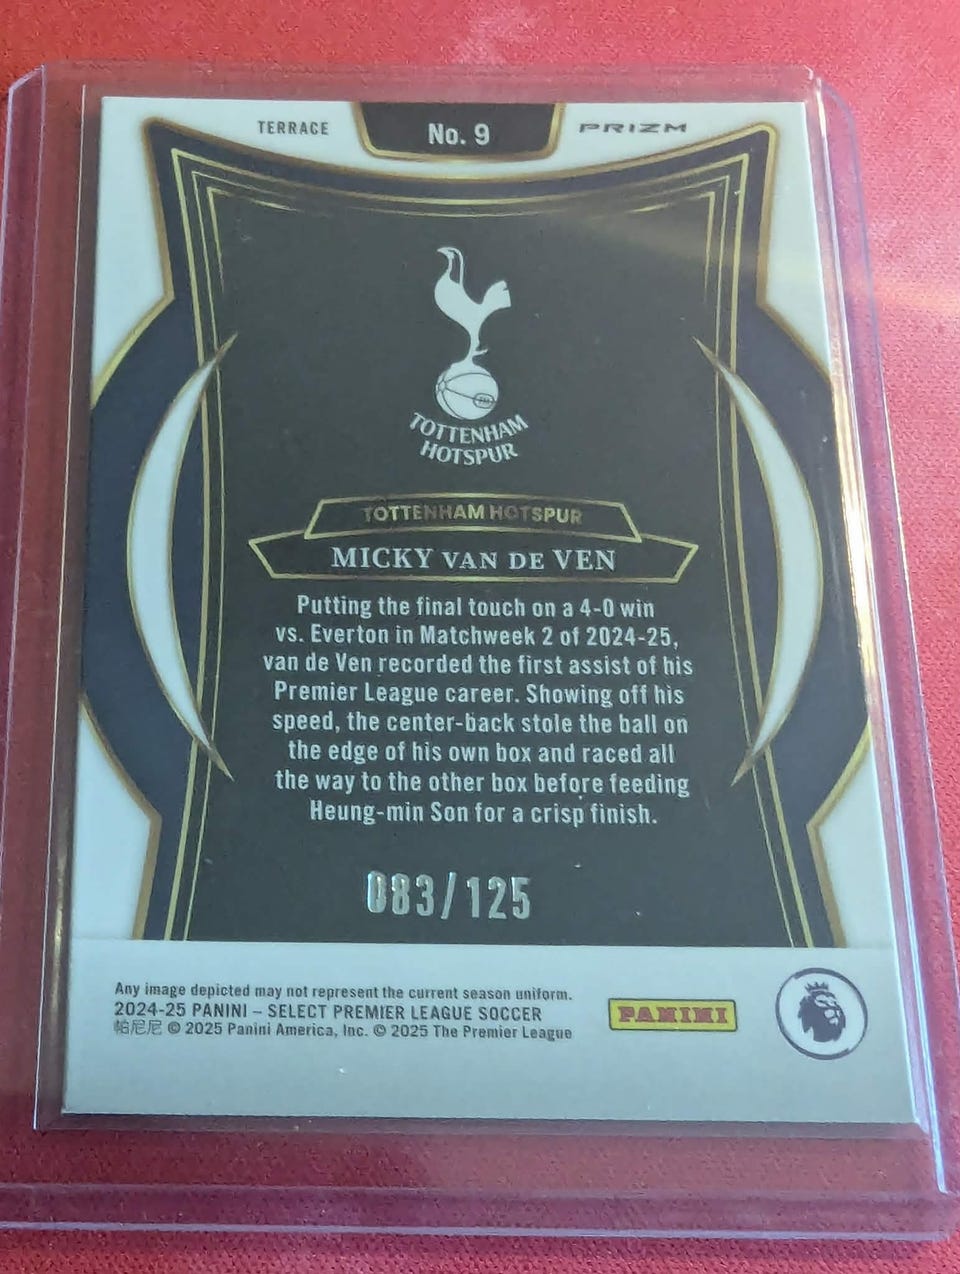 TERRACE
No. 9
PRIZM
TOTTENHAM
HOTSPUR
TOTTENHAM HOTSPUR
MICKY VAN DE VEN
Putting the final touch on a 4-0 win
vs. Everton in Matchweek 2 of 2024-25,
van de Ven recorded the first assist of his
Premier League career. Showing off his
speed, the center-back stole the ball on
the edge of his own box and raced all
the way to the other box before feeding
Heung-min Son for a crisp finish.
083/125
Any image depicted may not represent the current season uniform.
2024-25 PANINI – SELECT PREMIER LEAGUE SOCCER
帕尼尼 © 2025 Panini America, Inc. © 2025 The Premier League
PANINI